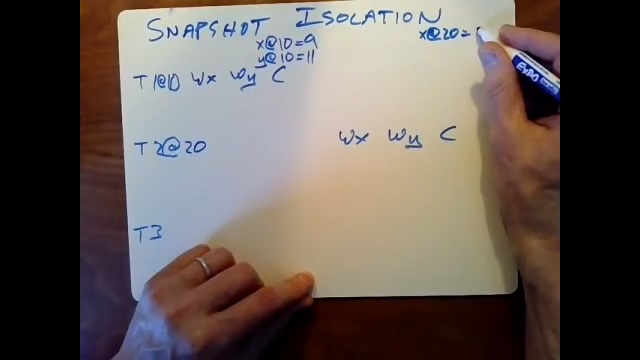 SNAPSHOT ISOLATION
x@10=9
y@10=11
x@20=
T1@10 Wx Wy C
T2@20 Wx Wy C
T3
EXPO